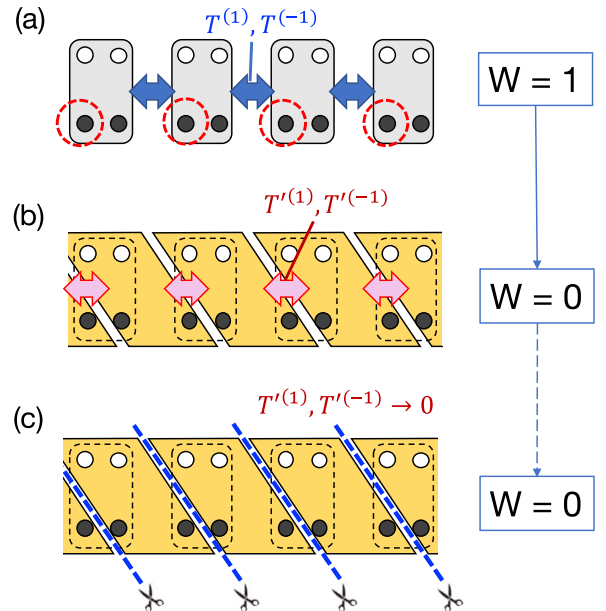 (a)
T⁽¹⁾, T⁽⁻¹⁾
W = 1
(b)
T′⁽¹⁾, T′⁽⁻¹⁾
W = 0
(c)
T′⁽¹⁾, T′⁽⁻¹⁾ → 0
W = 0